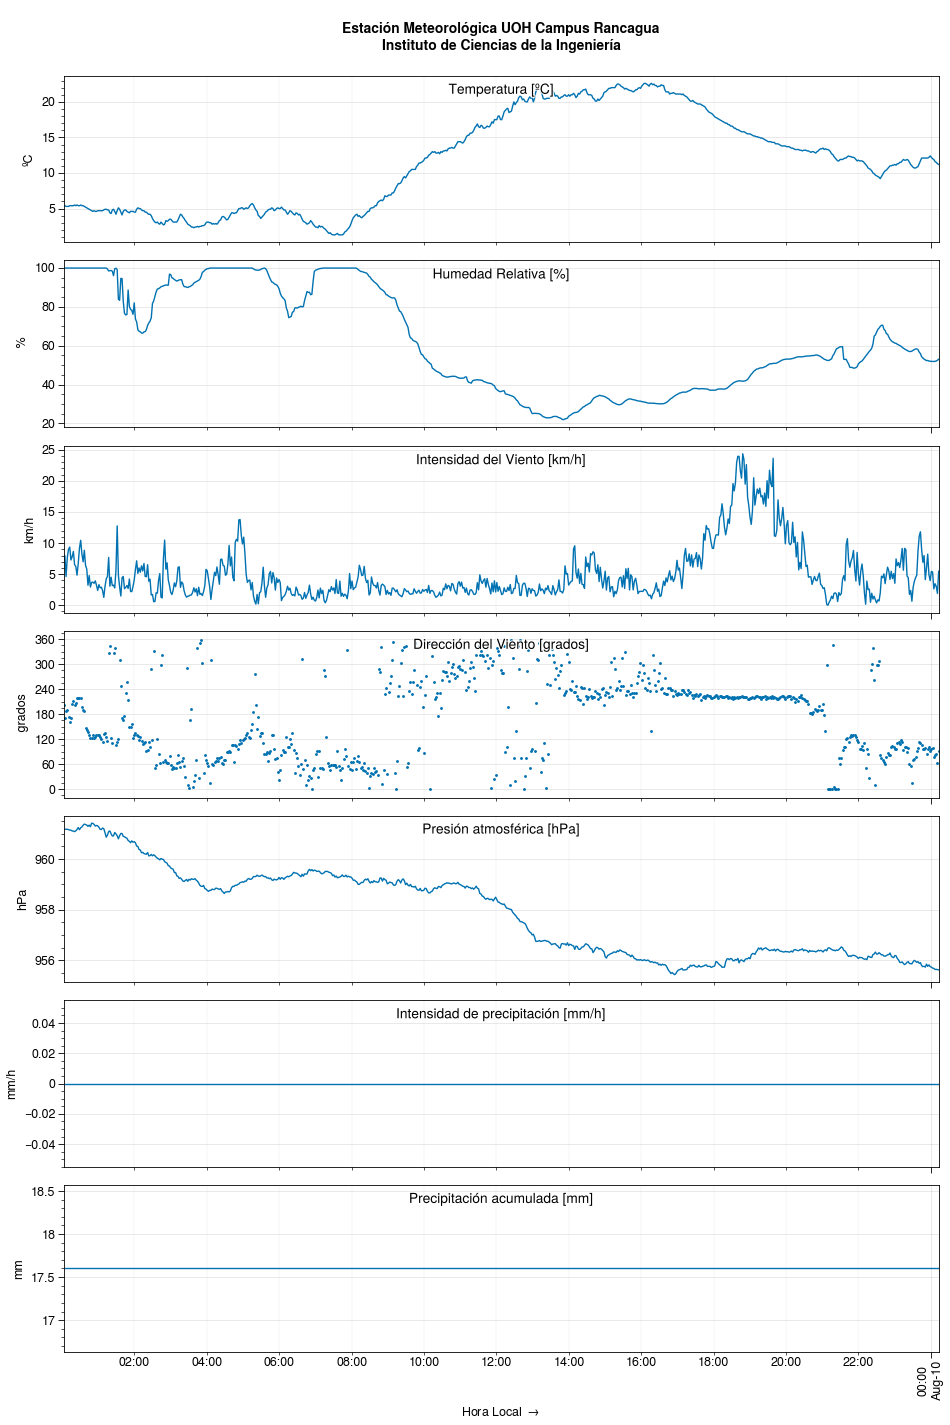 Estación Meteorológica UOH Campus Rancagua
Instituto de Ciencias de la Ingeniería
Temperatura [ºC]
20
15
10
5
ºC
Humedad Relativa [%]
100
80
60
40
20
%
Intensidad del Viento [km/h]
25
20
15
10
5
0
km/h
Dirección del Viento [grados]
360
300
240
180
120
60
0
grados
Presión atmosférica [hPa]
960
958
956
hPa
Intensidad de precipitación [mm/h]
0.04
0.02
0
−0.02
−0.04
mm/h
Precipitación acumulada [mm]
18.5
18
17.5
17
mm
02:00 04:00 06:00 08:00 10:00 12:00 14:00 16:00 18:00 20:00 22:00 00:00
Aug-10
Hora Local →